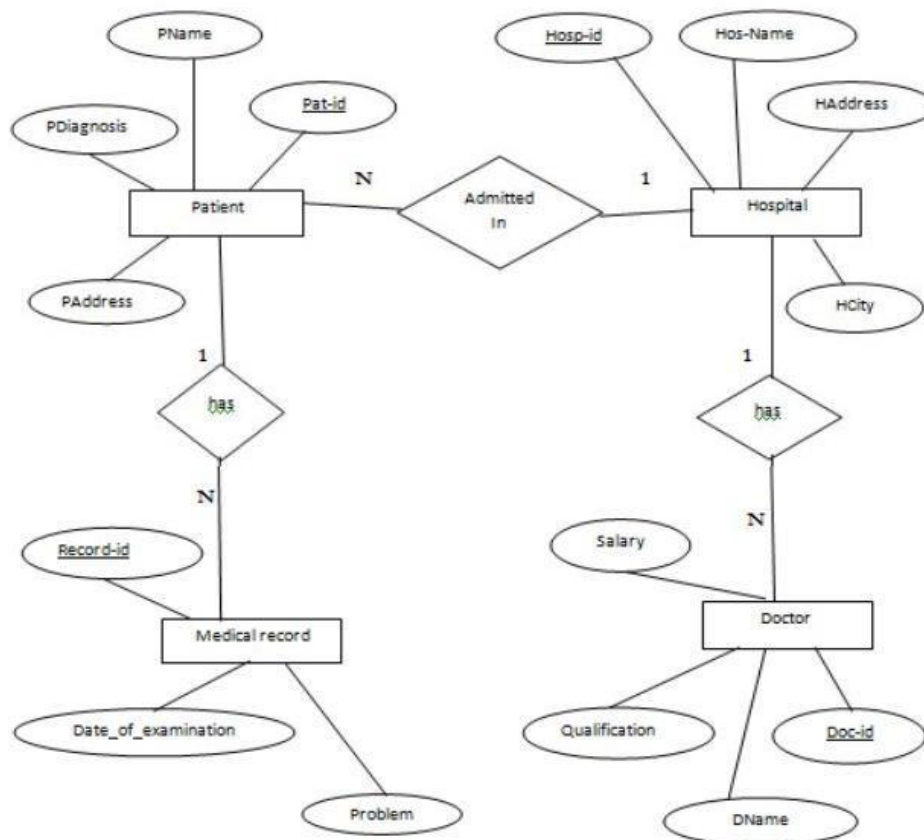 PName
Hosp-id
Hos-Name
PDiagnosis
Pat-id
HAddress
N
1
Patient
Admitted
In
Hospital
PAddress
HCity
1
1
has
has
N
N
Record-id
Salary
Medical record
Doctor
Date_of_examination
Qualification
Doc-id
Problem
DName